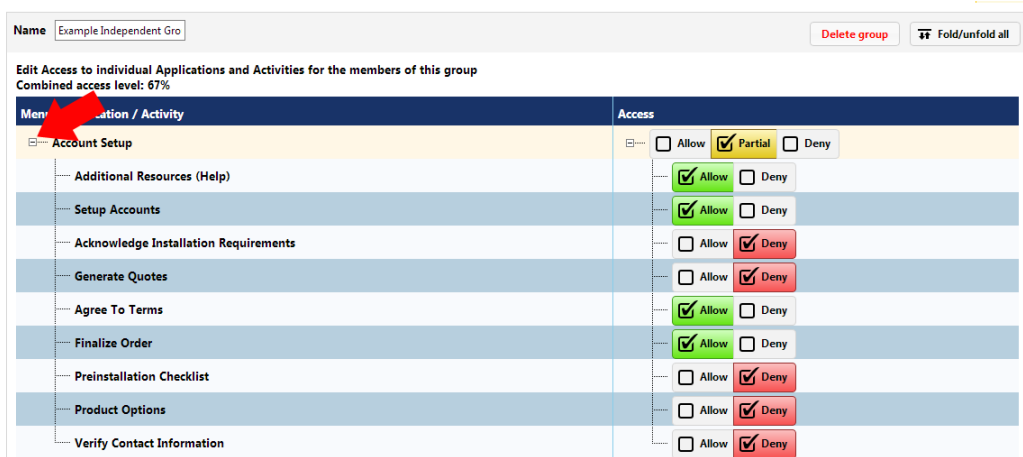 Name Example Independent Gro Delete group Fold/unfold all
Edit Access to individual Applications and Activities for the members of this group
Combined access level: 67%
Activity Access
Account Setup Allow Partial Deny
Additional Resources (Help) Allow Deny
Setup Accounts Allow Deny
Acknowledge Installation Requirements Allow Deny
Generate Quotes Allow Deny
Agree To Terms Allow Deny
Finalize Order Allow Deny
Preinstallation Checklist Allow Deny
Product Options Allow Deny
Verify Contact Information Allow Deny